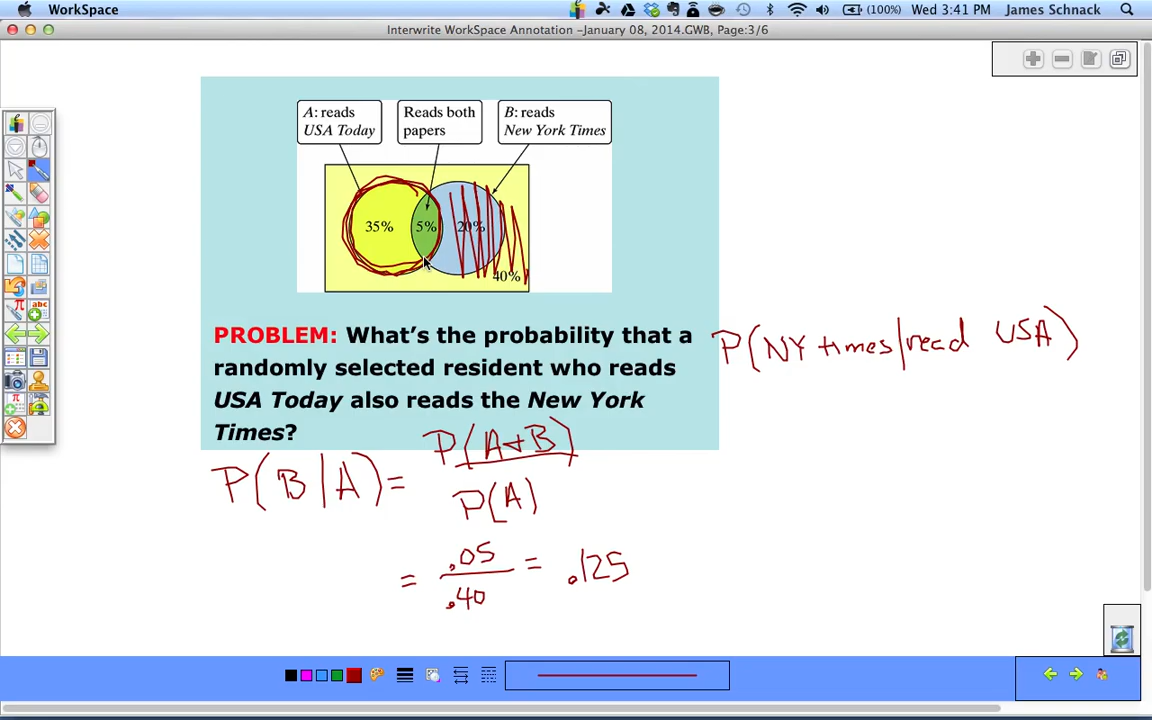 WorkSpace
(100%) Wed 3:41 PM James Schnack
Interwrite WorkSpace Annotation -January 08, 2014.GWB, Page:3/6
A: reads
USA Today
Reads both
papers
B: reads
New York Times
35%
5%
20%
40%
PROBLEM: What's the probability that a
randomly selected resident who reads
USA Today also reads the New York
Times?
P(NY times/read USA)
P(B|A) = P(A+B)
P(A)
= .05 = .125
.40
abc